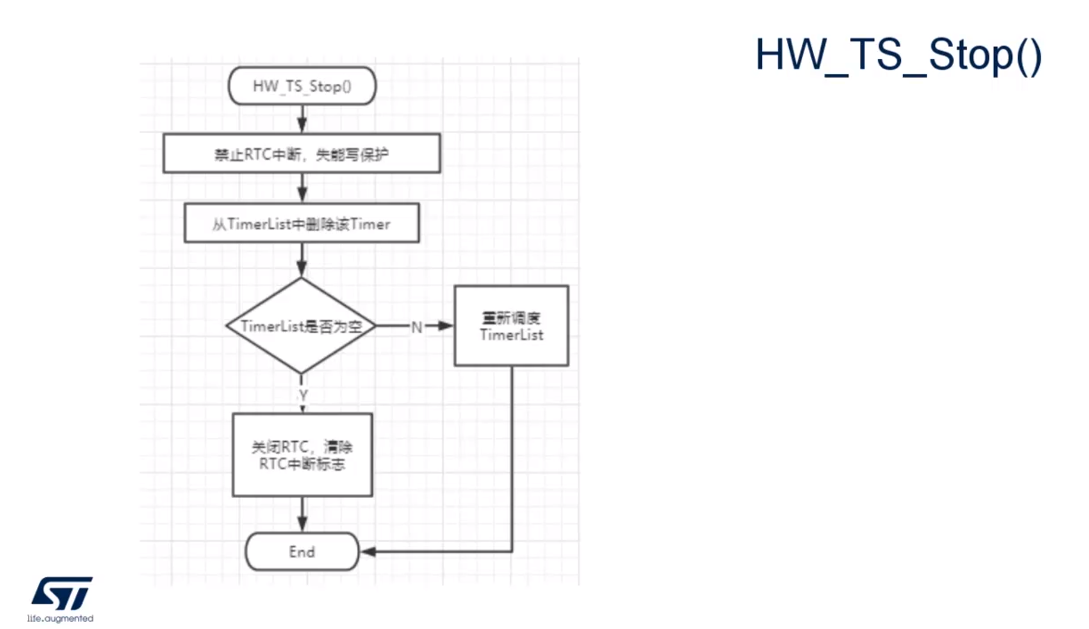 HW_TS_Stop()
HW_TS_Stop()
禁止RTC中断，失能写保护
从TimerList中删除该Timer
TimerList是否为空
N
重新调度
TimerList
Y
关闭RTC，清除
RTC中断标志
End
ST
life.augmented